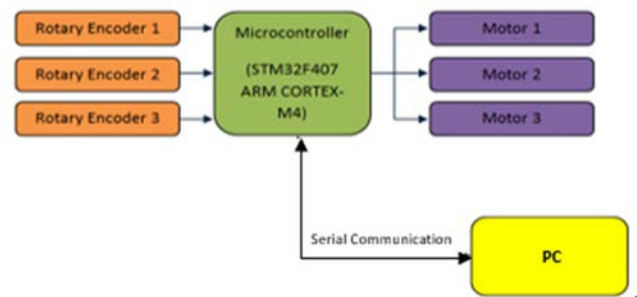 Rotary Encoder 1
Rotary Encoder 2
Rotary Encoder 3
Microcontroller
(STM32F407
ARM CORTEX-
M4)
Motor 1
Motor 2
Motor 3
Serial Communication
PC